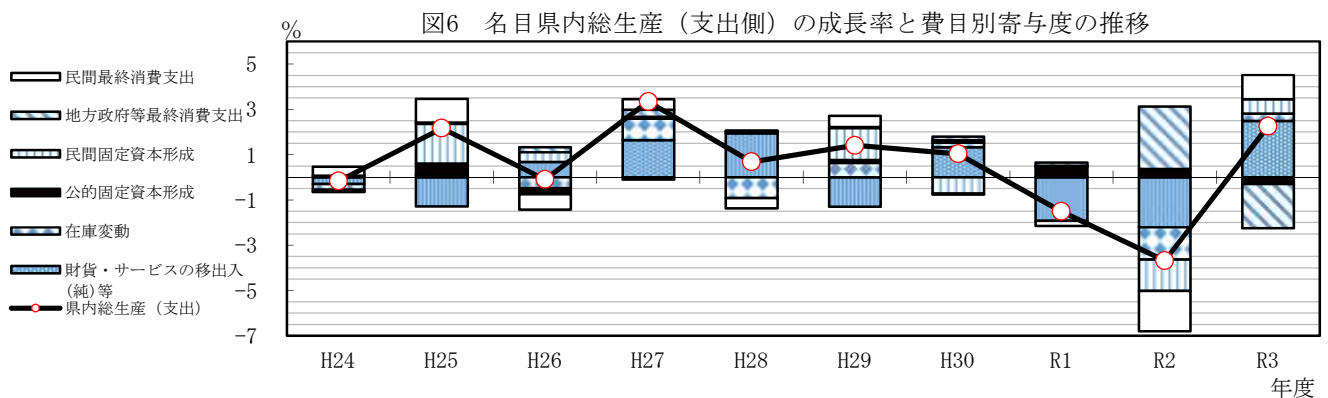 図6　名目県内総生産（支出側）の成長率と費目別寄与度の推移
%
5
3
1
-1
-3
-5
-7
民間最終消費支出
地方政府等最終消費支出
民間固定資本形成
公的固定資本形成
在庫変動
財貨・サービスの移出入
(純)等
県内総生産（支出）
H24 H25 H26 H27 H28 H29 H30 R1 R2 R3
年度